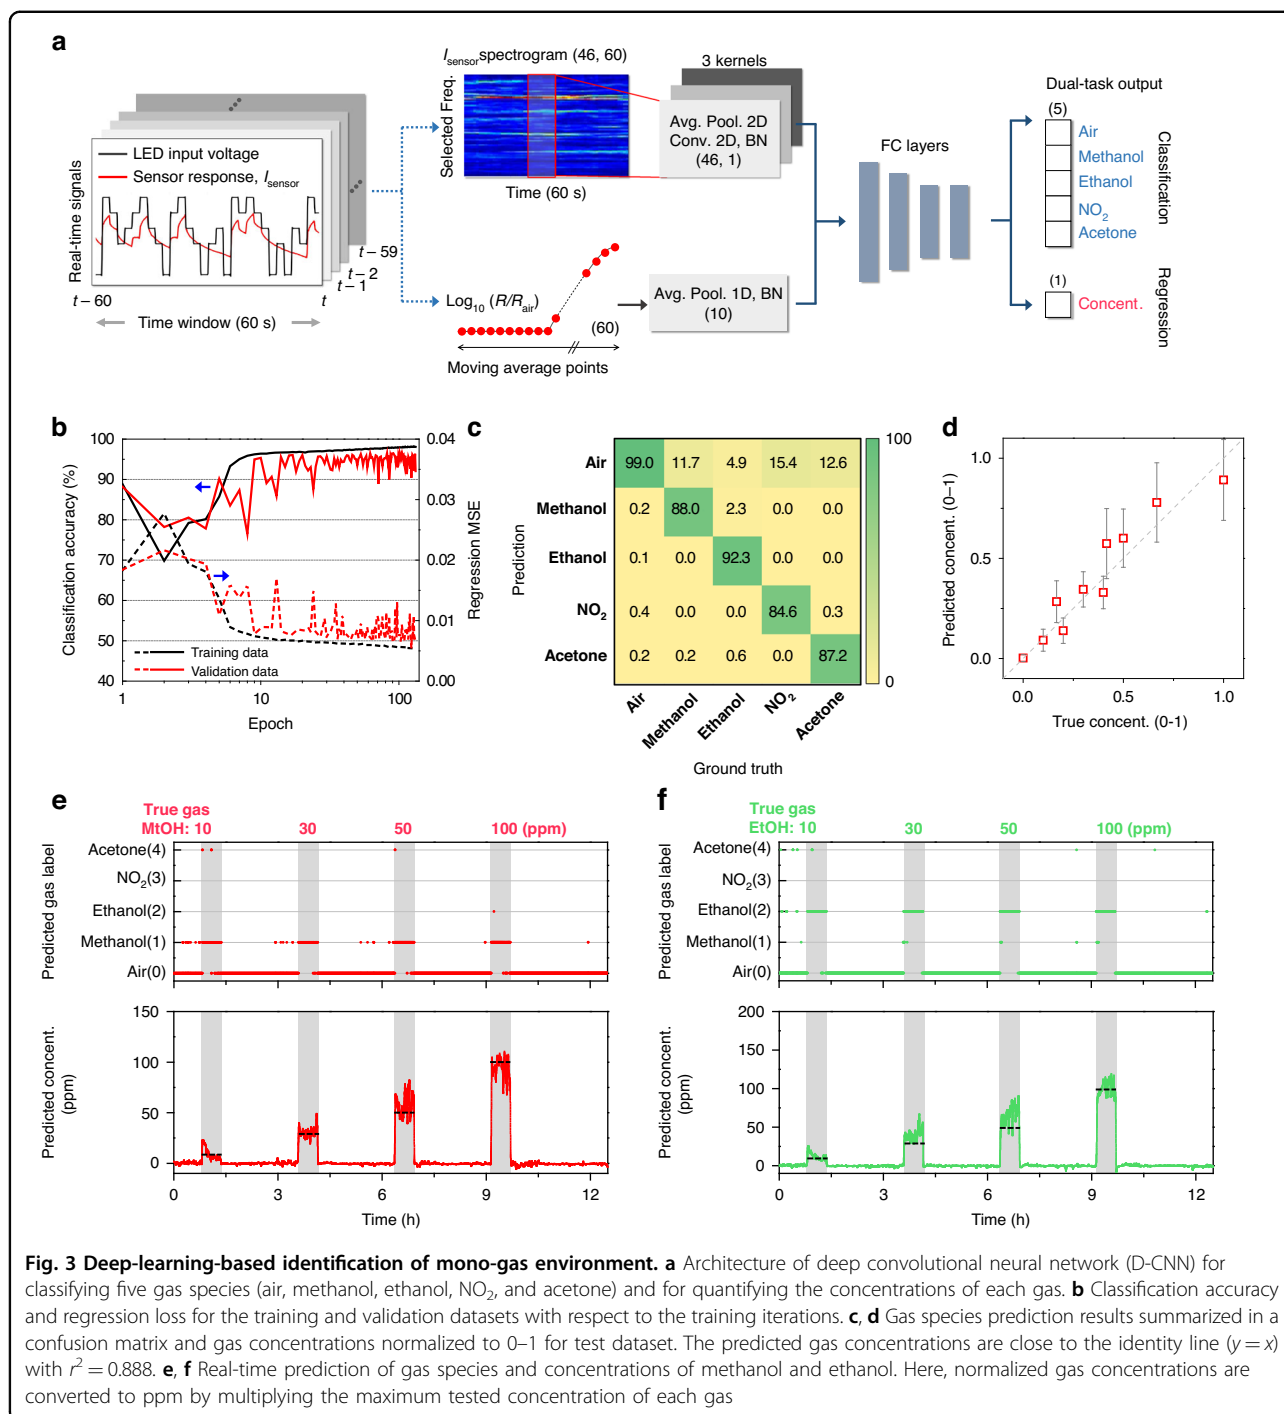 a
Real-time signals
LED input voltage
Sensor response, I_sensor
t – 60
t
t – 1
t – 2
t – 59
Time window (60 s)
I_sensor spectrogram (46, 60)
Selected Freq.
Time (60 s)
Log10 (R/Rair)
(60)
Moving average points
3 kernels
Avg. Pool. 2D
Conv. 2D, BN
(46, 1)
Avg. Pool. 1D, BN
(10)
FC layers
Dual-task output
(5)
Air
Methanol
Ethanol
NO2
Acetone
Classification
(1)
Concent.
Regression
b
Classification accuracy (%)
100
90
80
70
60
50
40
0.04
0.03
0.02
0.01
0.00
Regression MSE
Training data
Validation data
1
10
100
Epoch
c
Prediction
Air 99.0 11.7 4.9 15.4 12.6
Methanol 0.2 88.0 2.3 0.0 0.0
Ethanol 0.1 0.0 92.3 0.0 0.0
NO2 0.4 0.0 0.0 84.6 0.3
Acetone 0.2 0.2 0.6 0.0 87.2
Air Methanol Ethanol NO2 Acetone
Ground truth
100
0
d
Predicted concent. (0–1)
1.0
0.5
0.0
0.0 0.5 1.0
True concent. (0-1)
e
True gas
MtOH: 10 30 50 100 (ppm)
Predicted gas label
Acetone(4)
NO2(3)
Ethanol(2)
Methanol(1)
Air(0)
Predicted concent.
(ppm)
150
100
50
0
0 3 6 9 12
Time (h)
f
True gas
EtOH: 10 30 50 100 (ppm)
Predicted gas label
Acetone(4)
NO2(3)
Ethanol(2)
Methanol(1)
Air(0)
Predicted concent.
(ppm)
200
150
100
50
0
0 3 6 9 12
Time (h)
Fig. 3 Deep-learning-based identification of mono-gas environment. a Architecture of deep convolutional neural network (D-CNN) for
classifying five gas species (air, methanol, ethanol, NO2, and acetone) and for quantifying the concentrations of each gas. b Classification accuracy
and regression loss for the training and validation datasets with respect to the training iterations. c, d Gas species prediction results summarized in a
confusion matrix and gas concentrations normalized to 0–1 for test dataset. The predicted gas concentrations are close to the identity line (y = x)
with r² = 0.888. e, f Real-time prediction of gas species and concentrations of methanol and ethanol. Here, normalized gas concentrations are
converted to ppm by multiplying the maximum tested concentration of each gas